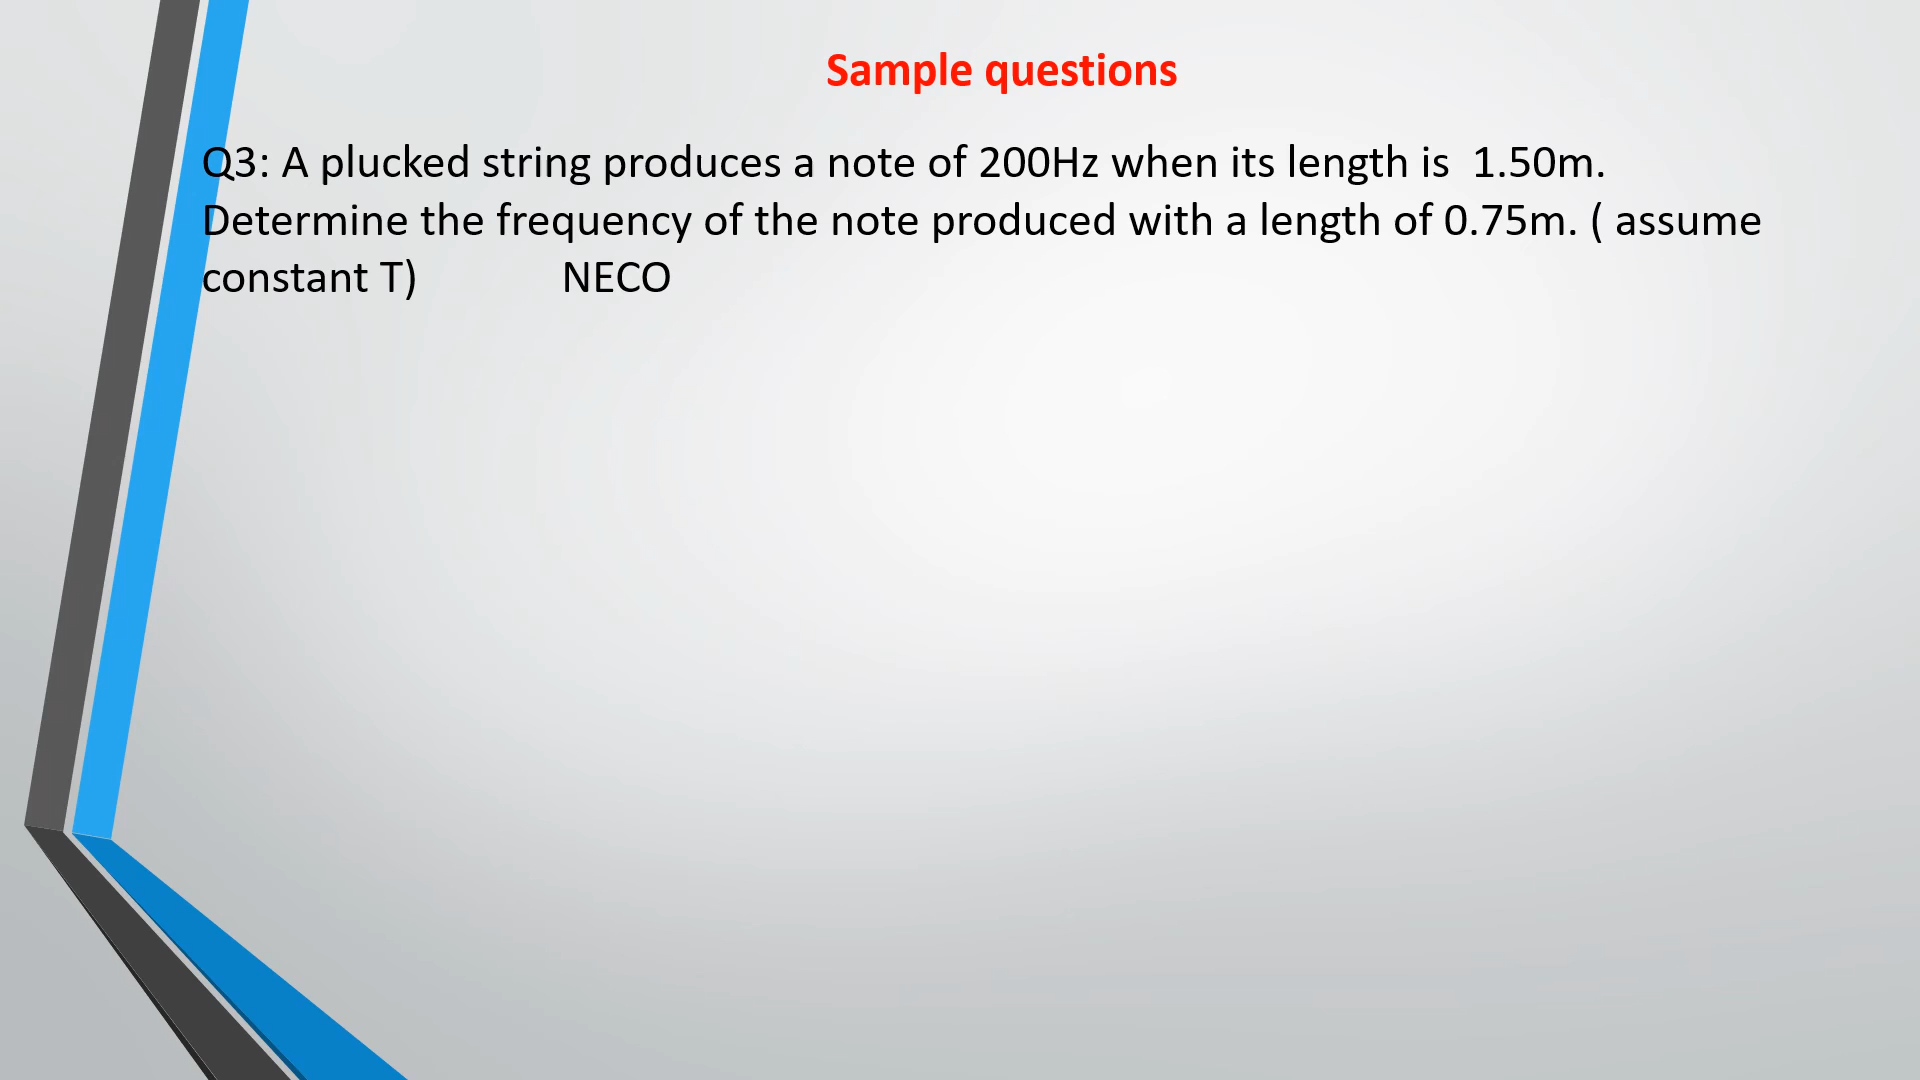 Sample questions
Q3: A plucked string produces a note of 200Hz when its length is  1.50m.
Determine the frequency of the note produced with a length of 0.75m. ( assume
constant T)            NECO